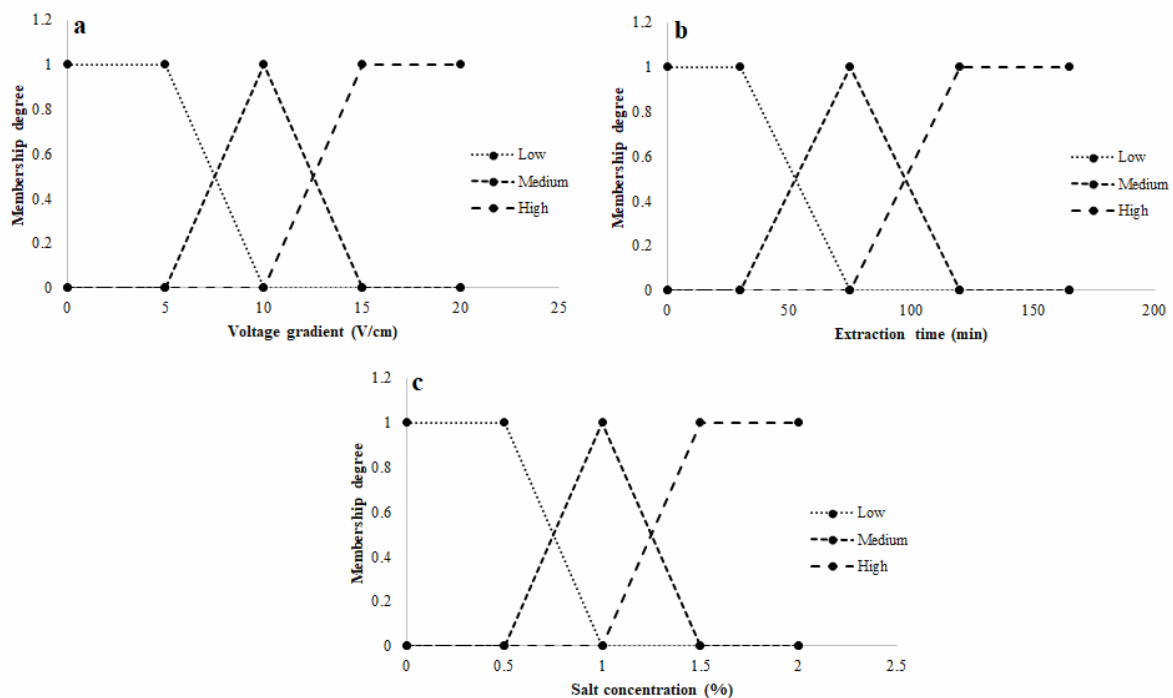 a
1.2
1
0.8
0.6
0.4
0.2
0
0 5 10 15 20 25
Membership degree
Voltage gradient (V/cm)
Low
Medium
High
b
1.2
1
0.8
0.6
0.4
0.2
0
0 50 100 150 200
Membership degree
Extraction time (min)
Low
Medium
High
c
1.2
1
0.8
0.6
0.4
0.2
0
0 0.5 1 1.5 2 2.5
Membership degree
Salt concentration (%)
Low
Medium
High